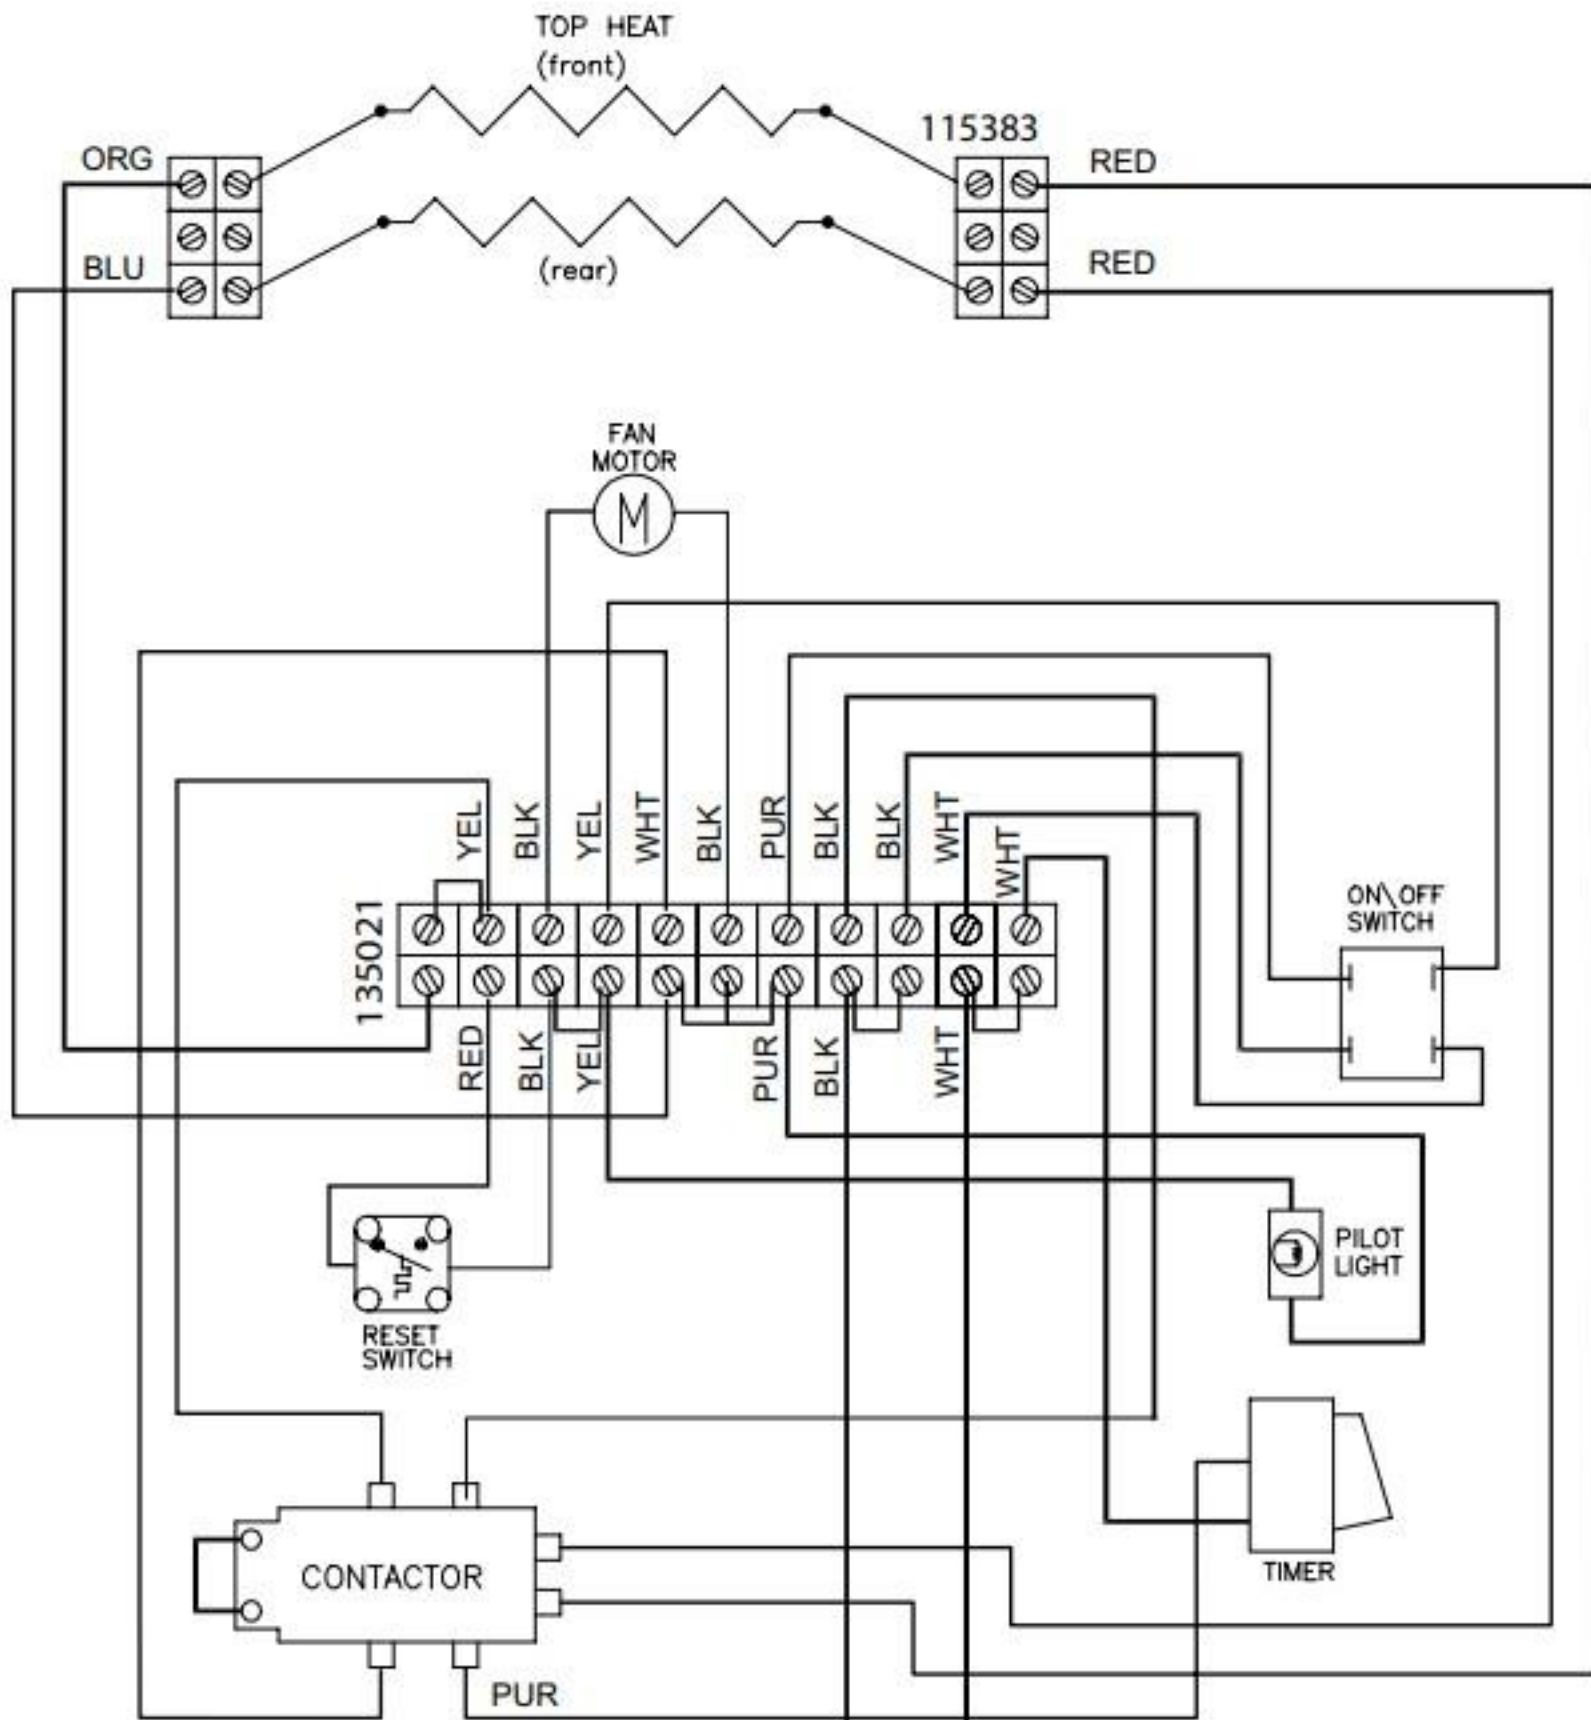 TOP HEAT
(front)
115383
ORG
RED
(rear)
BLU
RED
FAN
MOTOR
M
YEL
BLK
YEL
WHT
BLK
PUR
BLK
BLK
WHT
WHT
135021
ON\OFF
SWITCH
RED
BLK
YEL
PUR
BLK
WHT
PILOT
LIGHT
RESET
SWITCH
TIMER
CONTACTOR
PUR